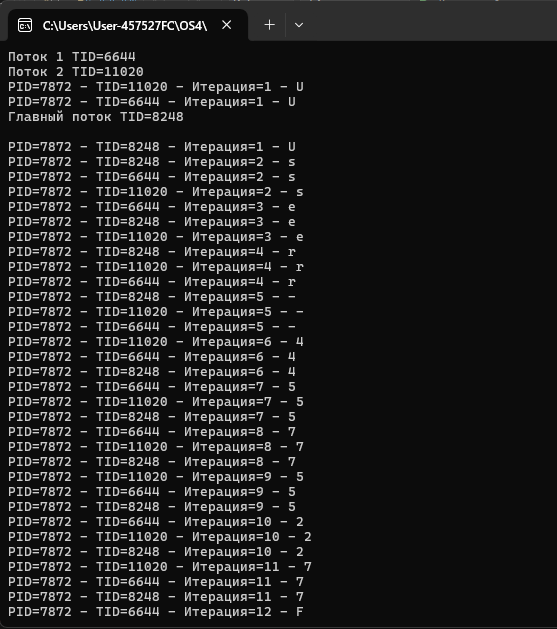 C:\Users\User-457527FC\OS4\
Поток 1 TID=6644
Поток 2 TID=11020
PID=7872 - TID=11020 - Итерация=1 - U
PID=7872 - TID=6644 - Итерация=1 - U
Главный поток TID=8248
PID=7872 - TID=8248 - Итерация=1 - U
PID=7872 - TID=8248 - Итерация=2 - s
PID=7872 - TID=6644 - Итерация=2 - s
PID=7872 - TID=11020 - Итерация=2 - s
PID=7872 - TID=6644 - Итерация=3 - e
PID=7872 - TID=8248 - Итерация=3 - e
PID=7872 - TID=11020 - Итерация=3 - e
PID=7872 - TID=8248 - Итерация=4 - r
PID=7872 - TID=11020 - Итерация=4 - r
PID=7872 - TID=6644 - Итерация=4 - r
PID=7872 - TID=8248 - Итерация=5 - -
PID=7872 - TID=11020 - Итерация=5 - -
PID=7872 - TID=6644 - Итерация=5 - -
PID=7872 - TID=11020 - Итерация=6 - 4
PID=7872 - TID=6644 - Итерация=6 - 4
PID=7872 - TID=8248 - Итерация=6 - 4
PID=7872 - TID=6644 - Итерация=7 - 5
PID=7872 - TID=11020 - Итерация=7 - 5
PID=7872 - TID=8248 - Итерация=7 - 5
PID=7872 - TID=6644 - Итерация=8 - 7
PID=7872 - TID=11020 - Итерация=8 - 7
PID=7872 - TID=8248 - Итерация=8 - 7
PID=7872 - TID=11020 - Итерация=9 - 5
PID=7872 - TID=6644 - Итерация=9 - 5
PID=7872 - TID=8248 - Итерация=9 - 5
PID=7872 - TID=6644 - Итерация=10 - 2
PID=7872 - TID=11020 - Итерация=10 - 2
PID=7872 - TID=8248 - Итерация=10 - 2
PID=7872 - TID=11020 - Итерация=11 - 7
PID=7872 - TID=6644 - Итерация=11 - 7
PID=7872 - TID=8248 - Итерация=11 - 7
PID=7872 - TID=6644 - Итерация=12 - F